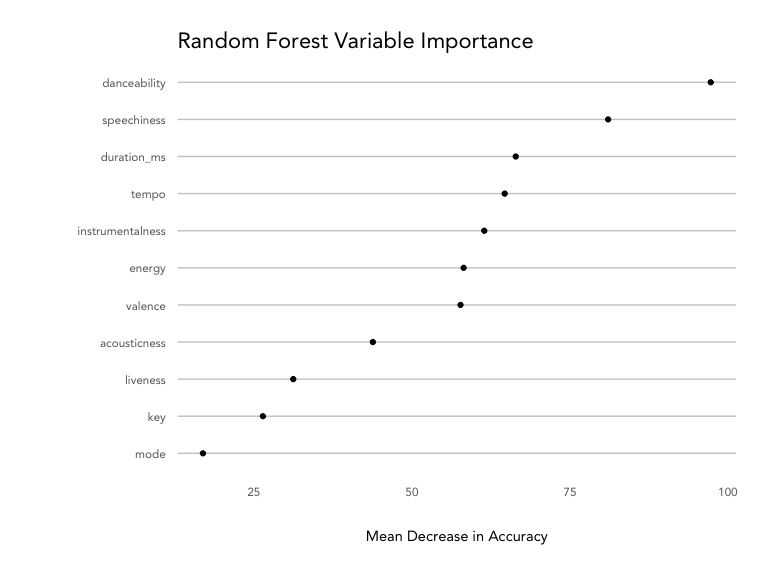 Random Forest Variable Importance
danceability
speechiness
duration_ms
tempo
instrumentalness
energy
valence
acousticness
liveness
key
mode
25 50 75 100
Mean Decrease in Accuracy